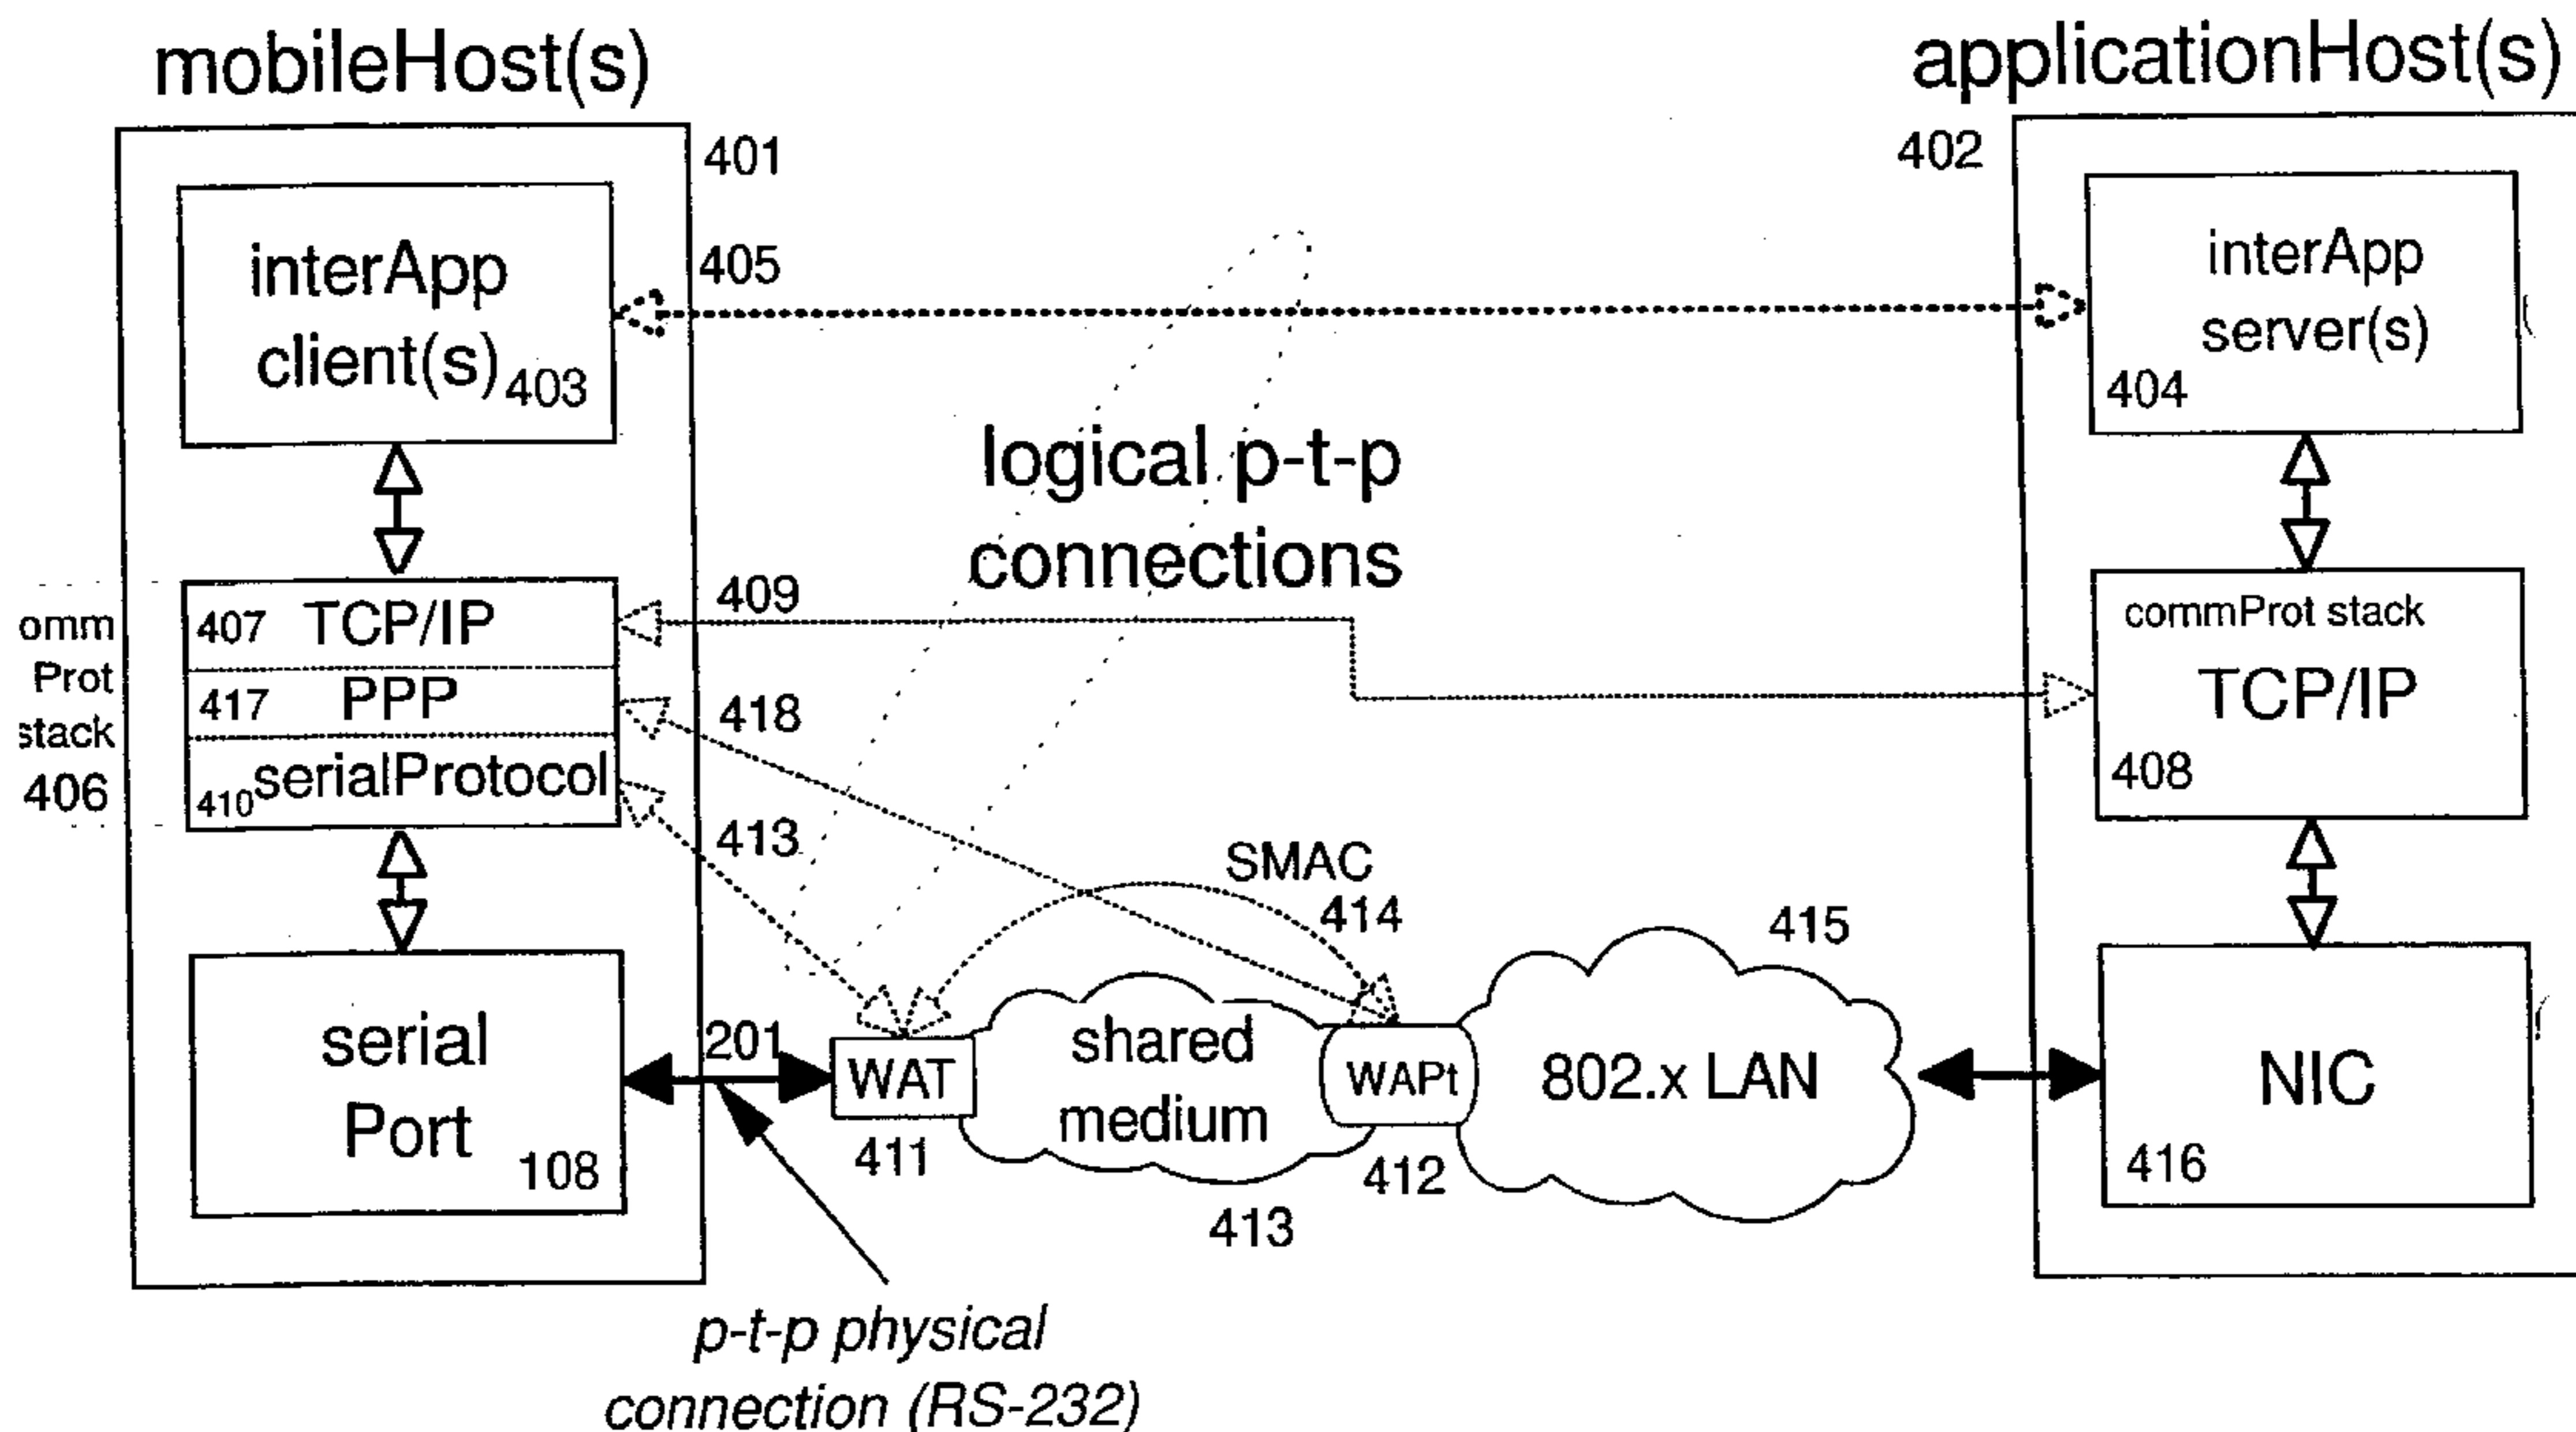 mobileHost(s)
applicationHost(s)
401
402
interApp
client(s)
403
405
interApp
server(s)
404
logical p-t-p
connections
omm
Prot
stack
406
407 TCP/IP
417 PPP
410 serialProtocol
409
418
413
commProt stack
TCP/IP
408
SMAC
414
415
serial
Port
108
201
WAT
411
shared
medium
413
WAPt
412
802.x LAN
NIC
416
p-t-p physical
connection (RS-232)